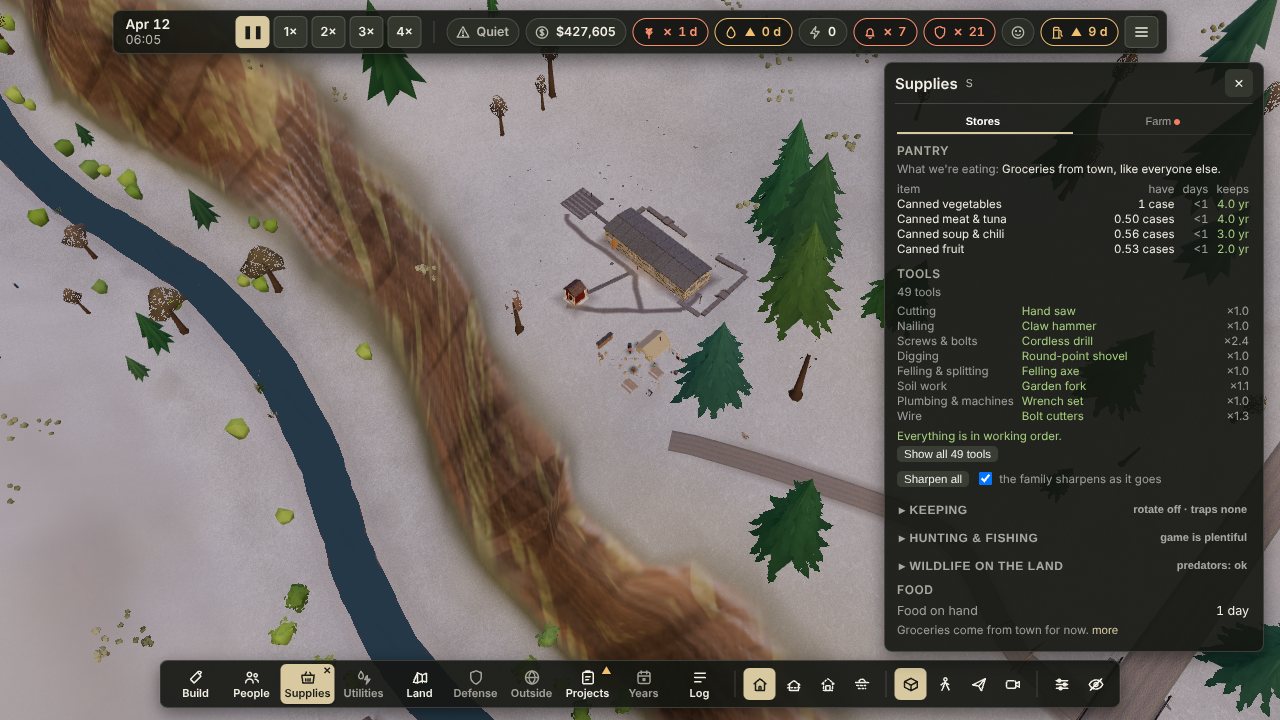 Apr 12
06:05
1×
2×
3×
4×
Quiet
$427,605
× 1 d
▲ 0 d
0
× 7
× 21
▲ 9 d
Supplies S
Stores
Farm
PANTRY
What we're eating: Groceries from town, like everyone else.
item have days keeps
Canned vegetables 1 case <1 4.0 yr
Canned meat & tuna 0.50 cases <1 4.0 yr
Canned soup & chili 0.56 cases <1 3.0 yr
Canned fruit 0.53 cases <1 2.0 yr
TOOLS
49 tools
Cutting Hand saw ×1.0
Nailing Claw hammer ×1.0
Screws & bolts Cordless drill ×2.4
Digging Round-point shovel ×1.0
Felling & splitting Felling axe ×1.0
Soil work Garden fork ×1.1
Plumbing & machines Wrench set ×1.0
Wire Bolt cutters ×1.3
Everything is in working order.
Show all 49 tools
Sharpen all the family sharpens as it goes
▸ KEEPING rotate off · traps none
▸ HUNTING & FISHING game is plentiful
▸ WILDLIFE ON THE LAND predators: ok
FOOD
Food on hand 1 day
Groceries come from town for now. more
Build
People
Supplies
Utilities
Land
Defense
Outside
Projects
Years
Log